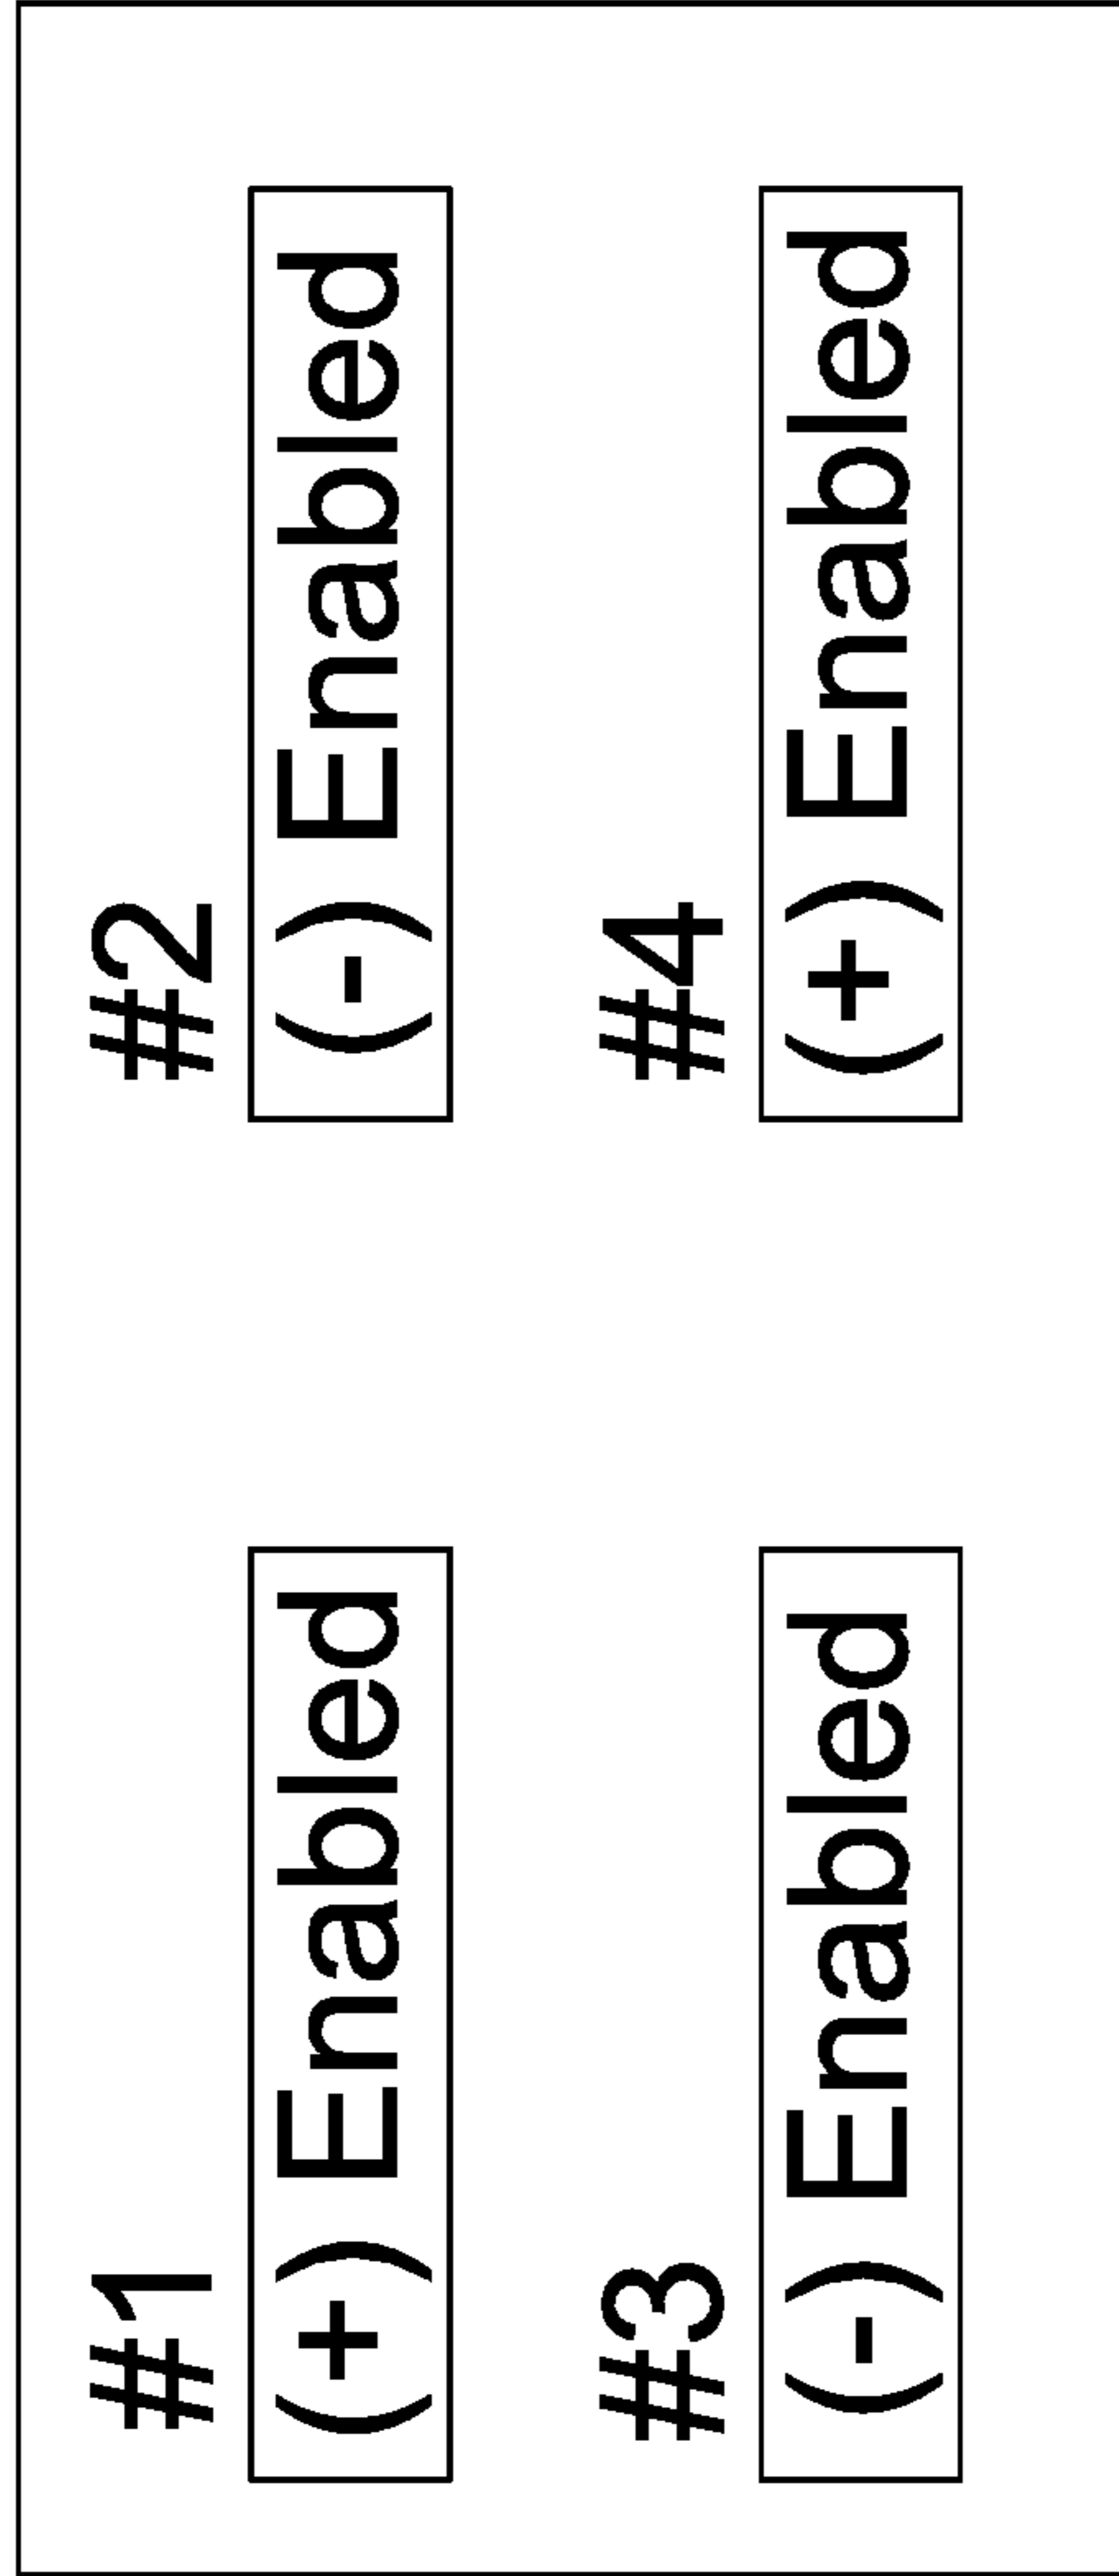 #1 #2
(+) Enabled (-) Enabled
#3 #4
(-) Enabled (+) Enabled